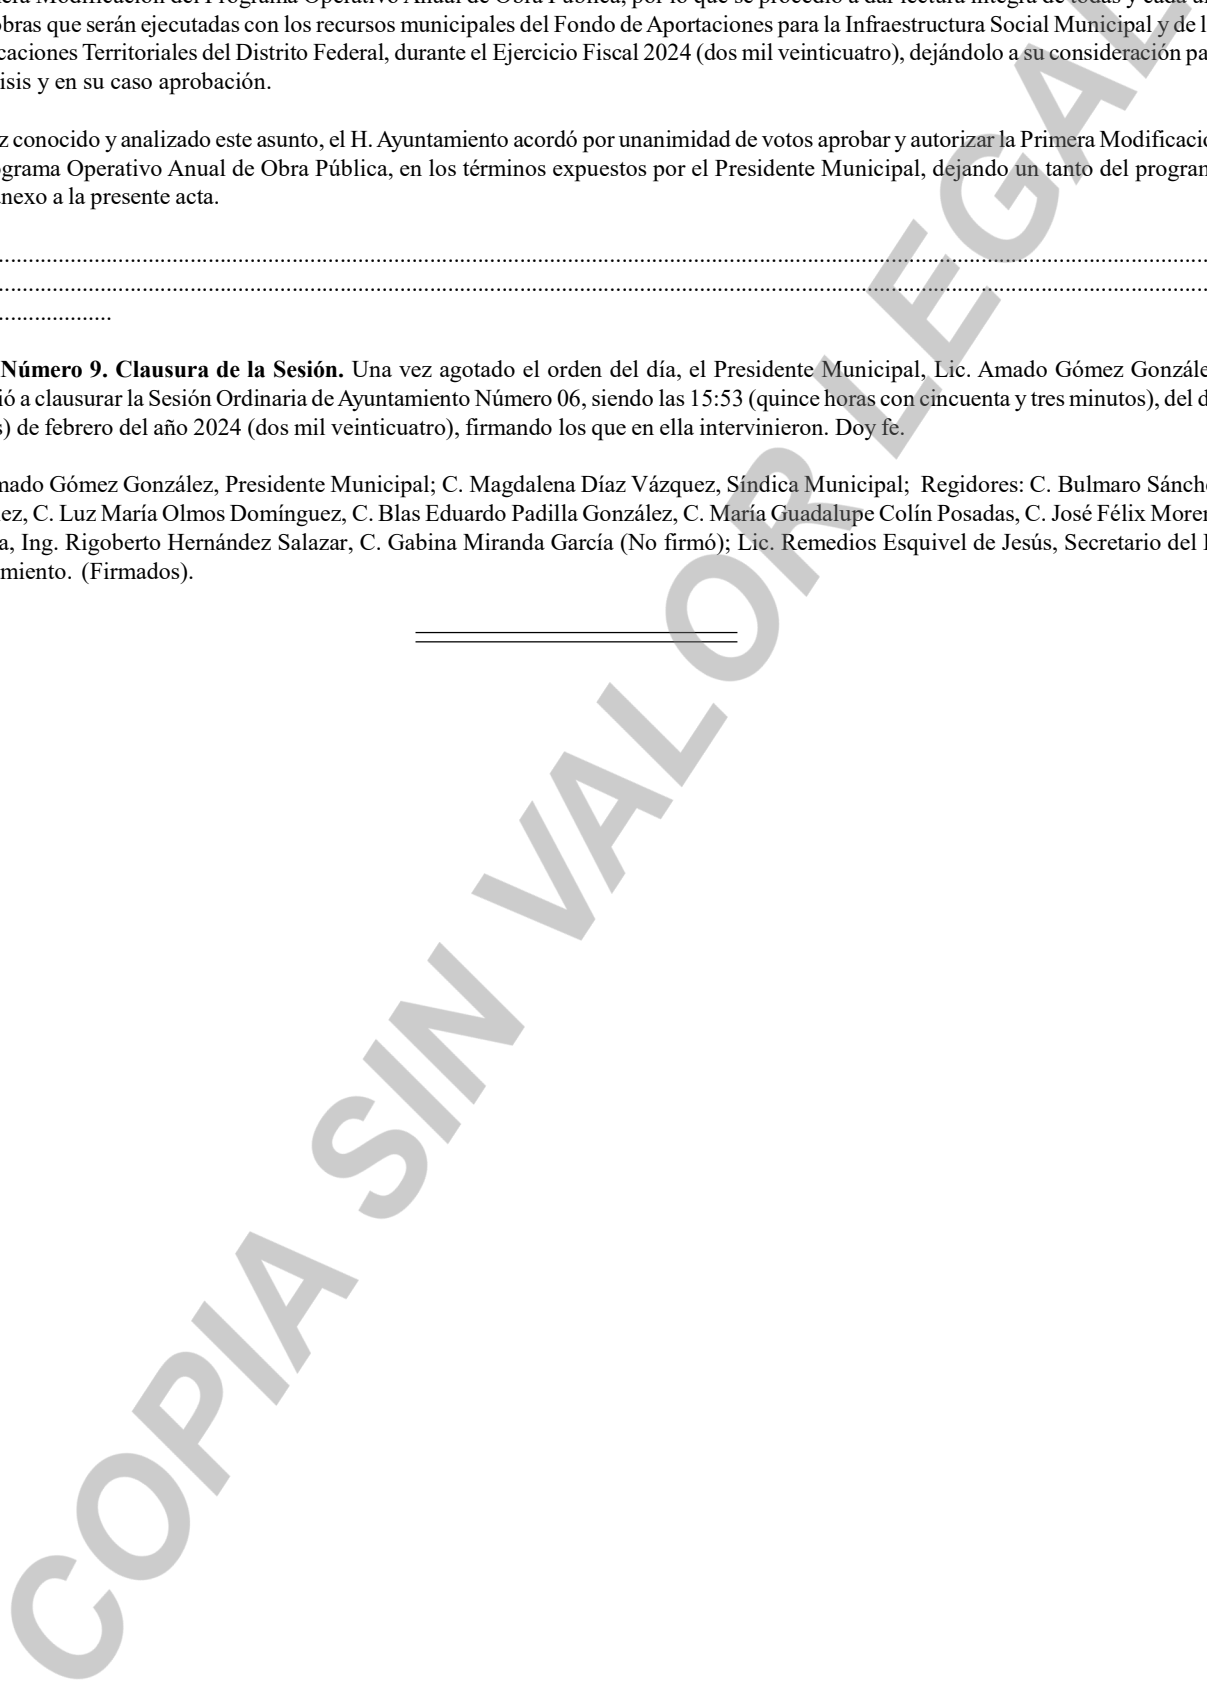 Modificación del Programa Operativo Anual de Obra Pública, por lo que se procedió a dar lectura íntegra de todas y cada
obras que serán ejecutadas con los recursos municipales del Fondo de Aportaciones para la Infraestructura Social Municipal y de l
caciones Territoriales del Distrito Federal, durante el Ejercicio Fiscal 2024 (dos mil veinticuatro), dejándolo a su consideración pa
isis y en su caso aprobación.
z conocido y analizado este asunto, el H. Ayuntamiento acordó por unanimidad de votos aprobar y autorizar la Primera Modificació
grama Operativo Anual de Obra Pública, en los términos expuestos por el Presidente Municipal, dejando un tanto del program
nexo a la presente acta.
Número 9. Clausura de la Sesión. Una vez agotado el orden del día, el Presidente Municipal, Lic. Amado Gómez Gonzále
ió a clausurar la Sesión Ordinaria de Ayuntamiento Número 06, siendo las 15:53 (quince horas con cincuenta y tres minutos), del d
s) de febrero del año 2024 (dos mil veinticuatro), firmando los que en ella intervinieron. Doy fe.
mado Gómez González, Presidente Municipal; C. Magdalena Díaz Vázquez, Síndica Municipal; Regidores: C. Bulmaro Sánch
ez, C. Luz María Olmos Domínguez, C. Blas Eduardo Padilla González, C. María Guadalupe Colín Posadas, C. José Félix Moren
a, Ing. Rigoberto Hernández Salazar, C. Gabina Miranda García (No firmó); Lic. Remedios Esquivel de Jesús, Secretario del
miento. (Firmados).
COPIA SIN VALOR LEGAL